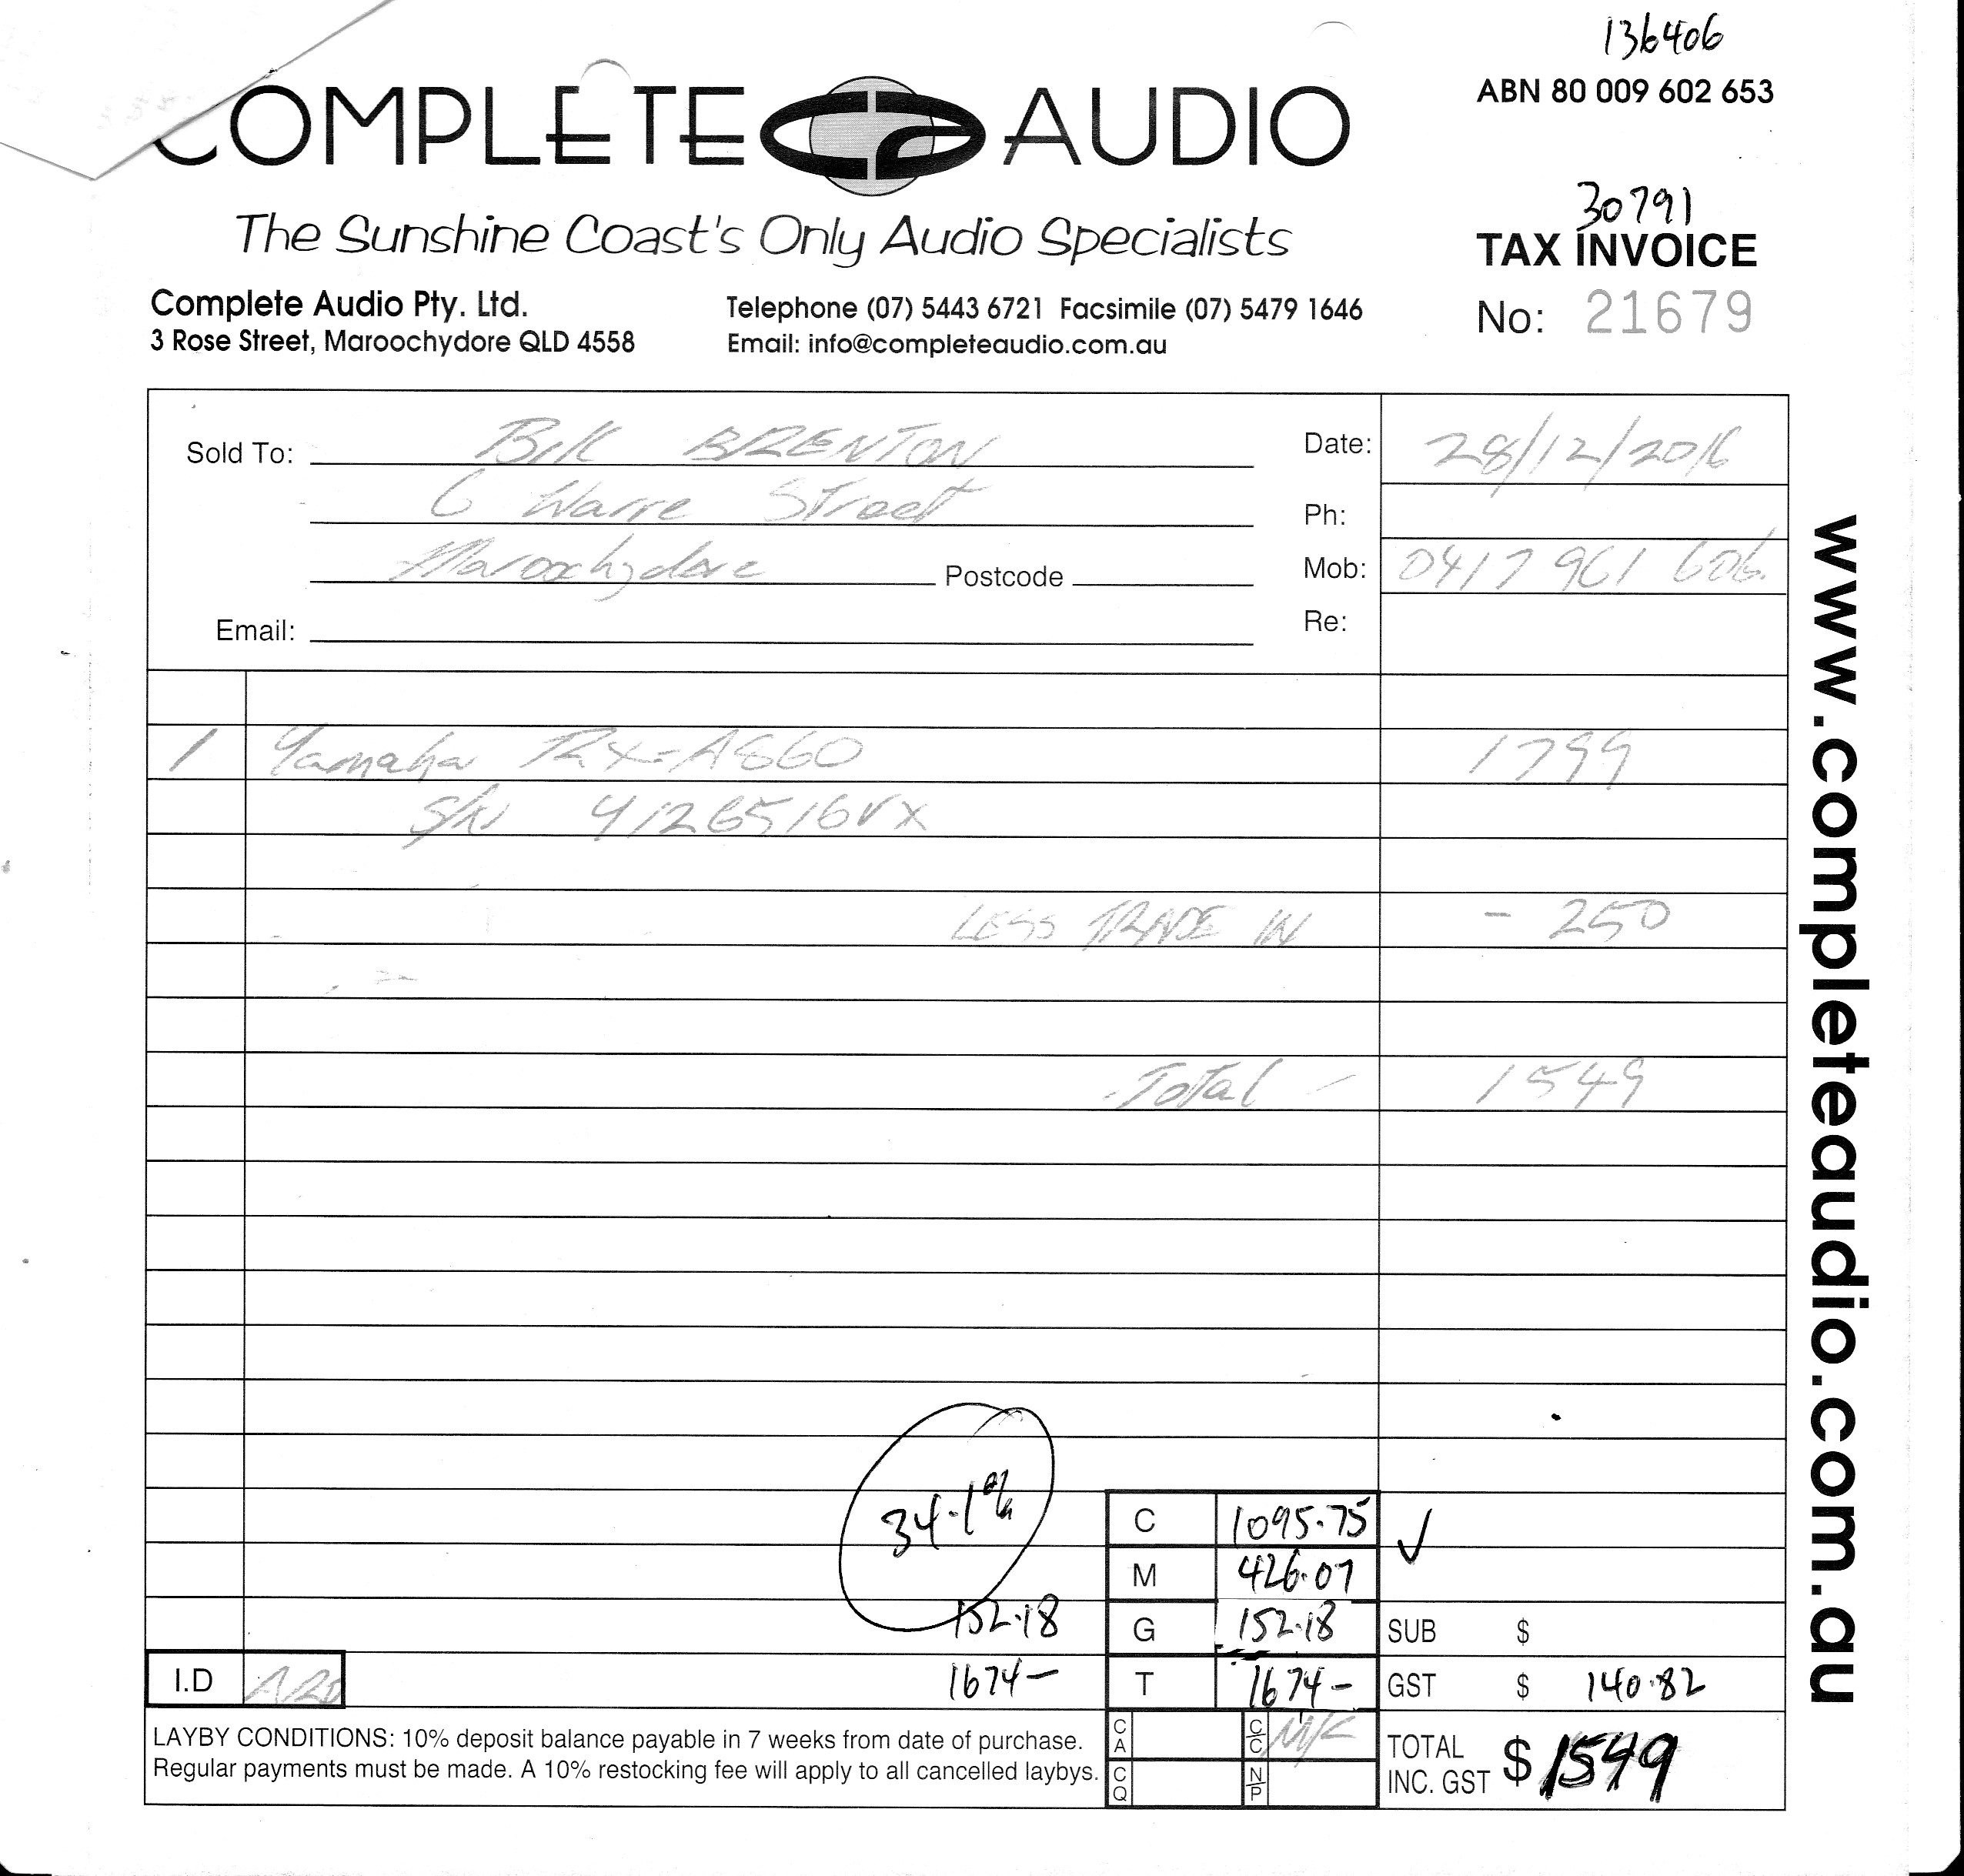 136406
ABN 80 009 602 653
COMPLETE AUDIO
The Sunshine Coast's Only Audio Specialists
30791
TAX INVOICE
No: 21679
Complete Audio Pty. Ltd.
3 Rose Street, Maroochydore QLD 4558
Telephone (07) 5443 6721 Facsimile (07) 5479 1646
Email: info@completeaudio.com.au
Sold To: Bill BRENTON
Date: 28/12/2016
6 Warre Street
Ph:
Maroochydore Postcode
Mob: 0417 961 606
Email:
Re:
1 Yamaha RX-A860 1799
S/N Y126516VX
LESS TRADE IN - 250
Total - 1549
www.completeaudio.com.au
34.1%
C 1095.75 ✓
M 426.07
152.18 G 152.18 SUB $
I.D
1674- T 1674- GST $ 140.82
LAYBY CONDITIONS: 10% deposit balance payable in 7 weeks from date of purchase.
Regular payments must be made. A 10% restocking fee will apply to all cancelled laybys.
CA
C/C M/C
CQ
N/P
TOTAL
INC. GST $ 1549